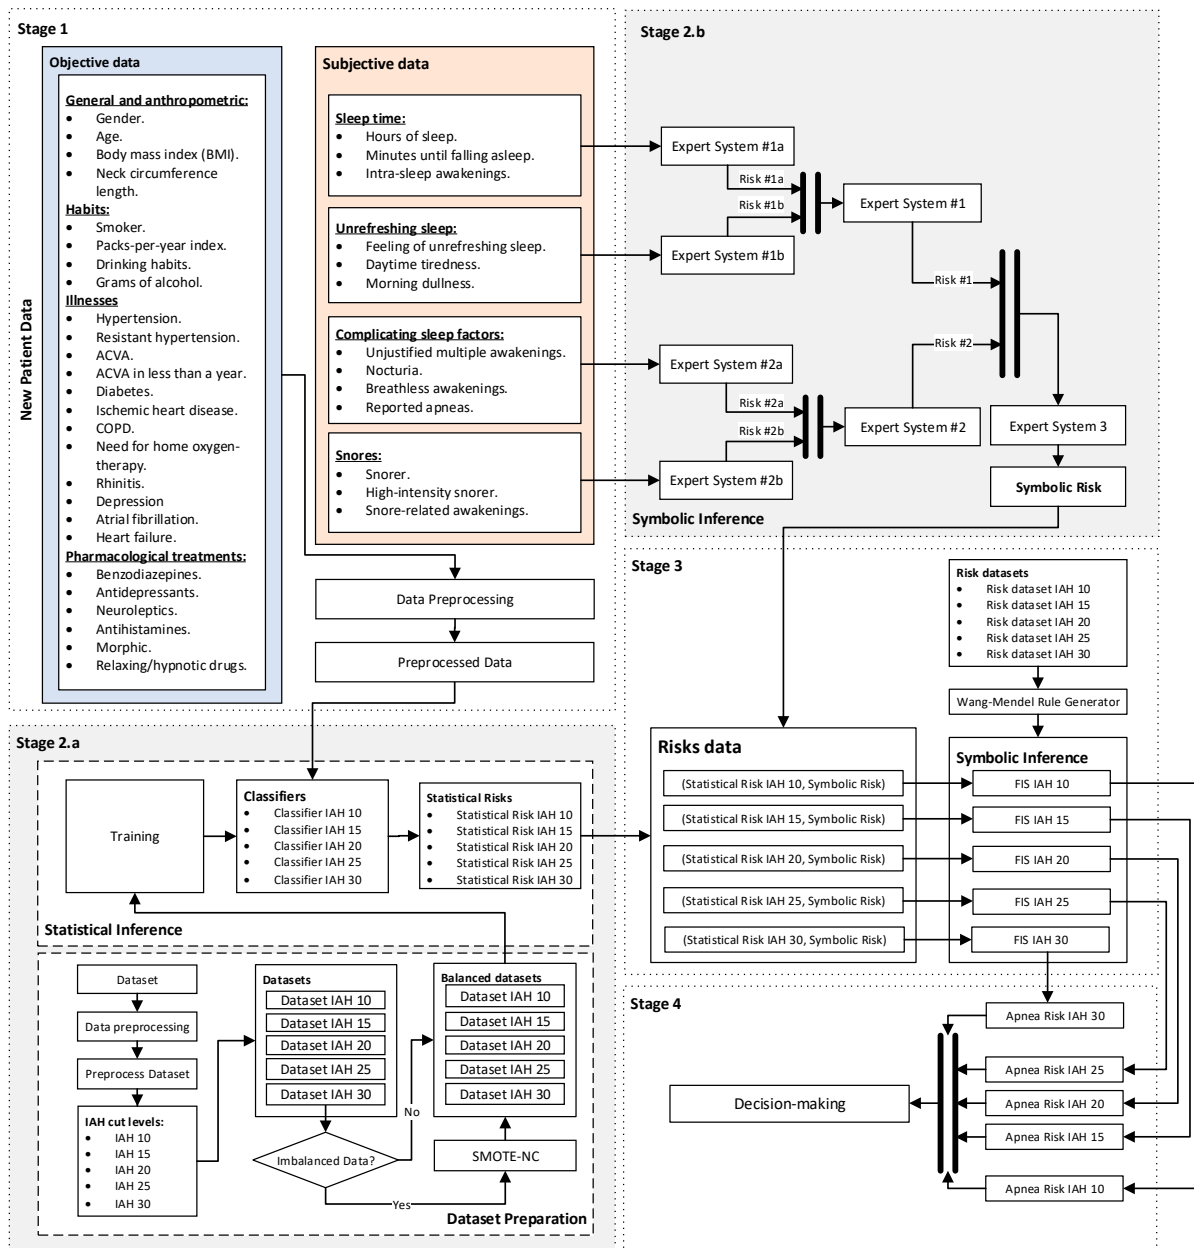 Stage 1
New Patient Data
Objective data
General and anthropometric:
• Gender.
• Age.
• Body mass index (BMI).
• Neck circumference
length.
Habits:
• Smoker.
• Packs-per-year index.
• Drinking habits.
• Grams of alcohol.
Illnesses
• Hypertension.
• Resistant hypertension.
• ACVA.
• ACVA in less than a year.
• Diabetes.
• Ischemic heart disease.
• COPD.
• Need for home oxygen-
therapy.
• Rhinitis.
• Depression
• Atrial fibrillation.
• Heart failure.
Pharmacological treatments:
• Benzodiazepines.
• Antidepressants.
• Neuroleptics.
• Antihistamines.
• Morphic.
• Relaxing/hypnotic drugs.
Subjective data
Sleep time:
• Hours of sleep.
• Minutes until falling asleep.
• Intra-sleep awakenings.
Unrefreshing sleep:
• Feeling of unrefreshing sleep.
• Daytime tiredness.
• Morning dullness.
Complicating sleep factors:
• Unjustified multiple awakenings.
• Nocturia.
• Breathless awakenings.
• Reported apneas.
Snores:
• Snorer.
• High-intensity snorer.
• Snore-related awakenings.
Data Preprocessing
Preprocessed Data
Stage 2.b
Expert System #1a
Risk #1a
Risk #1b
Expert System #1b
Expert System #1
Risk #1
Expert System #2a
Risk #2a
Risk #2b
Expert System #2b
Expert System #2
Risk #2
Expert System 3
Symbolic Risk
Symbolic Inference
Stage 2.a
Training
Classifiers
• Classifier IAH 10
• Classifier IAH 15
• Classifier IAH 20
• Classifier IAH 25
• Classifier IAH 30
Statistical Risks
• Statistical Risk IAH 10
• Statistical Risk IAH 15
• Statistical Risk IAH 20
• Statistical Risk IAH 25
• Statistical Risk IAH 30
Statistical Inference
Dataset
Data preprocessing
Preprocess Dataset
IAH cut levels:
• IAH 10
• IAH 15
• IAH 20
• IAH 25
• IAH 30
Datasets
Dataset IAH 10
Dataset IAH 15
Dataset IAH 20
Dataset IAH 25
Dataset IAH 30
Imbalanced Data?
No
Yes
Balanced datasets
Dataset IAH 10
Dataset IAH 15
Dataset IAH 20
Dataset IAH 25
Dataset IAH 30
SMOTE-NC
Dataset Preparation
Stage 3
Risk datasets
• Risk dataset IAH 10
• Risk dataset IAH 15
• Risk dataset IAH 20
• Risk dataset IAH 25
• Risk dataset IAH 30
Wang-Mendel Rule Generator
Risks data
(Statistical Risk IAH 10, Symbolic Risk)
(Statistical Risk IAH 15, Symbolic Risk)
(Statistical Risk IAH 20, Symbolic Risk)
(Statistical Risk IAH 25, Symbolic Risk)
(Statistical Risk IAH 30, Symbolic Risk)
Symbolic Inference
FIS IAH 10
FIS IAH 15
FIS IAH 20
FIS IAH 25
FIS IAH 30
Stage 4
Apnea Risk IAH 30
Apnea Risk IAH 25
Apnea Risk IAH 20
Apnea Risk IAH 15
Apnea Risk IAH 10
Decision-making